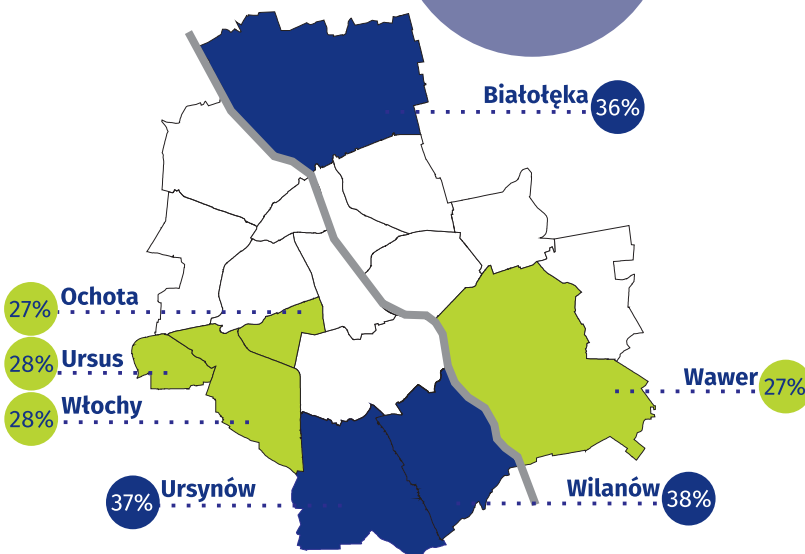 Białołęka 36%
27% Ochota
28% Ursus
28% Włochy
Wawer 27%
37% Ursynów
Wilanów 38%